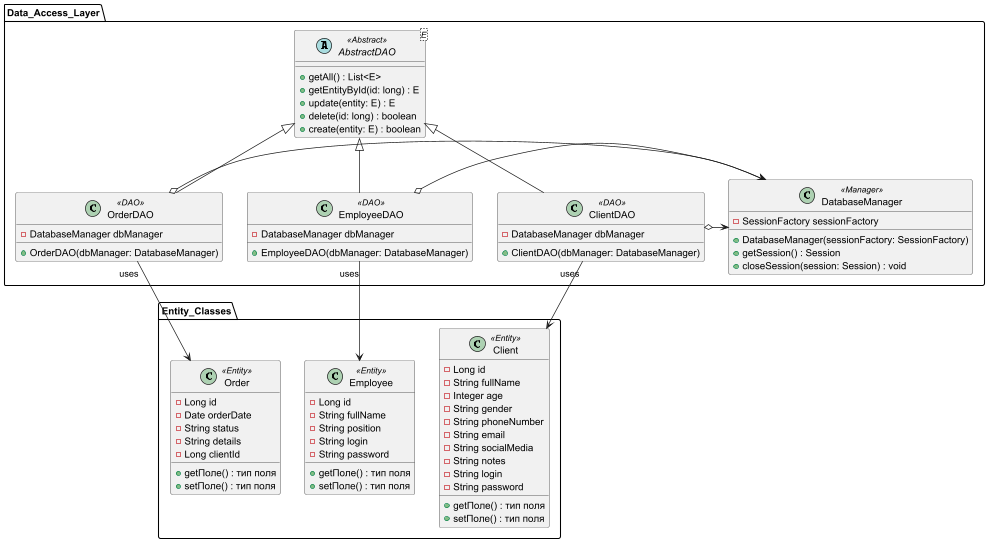 Data_Access_Layer
E
«Abstract»
AbstractDAO
getAll() : List<E>
getEntityById(id: long) : E
update(entity: E) : E
delete(id: long) : boolean
create(entity: E) : boolean
«DAO»
OrderDAO
DatabaseManager dbManager
OrderDAO(dbManager: DatabaseManager)
«DAO»
EmployeeDAO
DatabaseManager dbManager
EmployeeDAO(dbManager: DatabaseManager)
«DAO»
ClientDAO
DatabaseManager dbManager
ClientDAO(dbManager: DatabaseManager)
«Manager»
DatabaseManager
SessionFactory sessionFactory
DatabaseManager(sessionFactory: SessionFactory)
getSession() : Session
closeSession(session: Session) : void
uses
uses
uses
Entity_Classes
«Entity»
Order
Long id
Date orderDate
String status
String details
Long clientId
getПоле() : тип поля
setПоле() : тип поля
«Entity»
Employee
Long id
String fullName
String position
String login
String password
getПоле() : тип поля
setПоле() : тип поля
«Entity»
Client
Long id
String fullName
Integer age
String gender
String phoneNumber
String email
String socialMedia
String notes
String login
String password
getПоле() : тип поля
setПоле() : тип поля